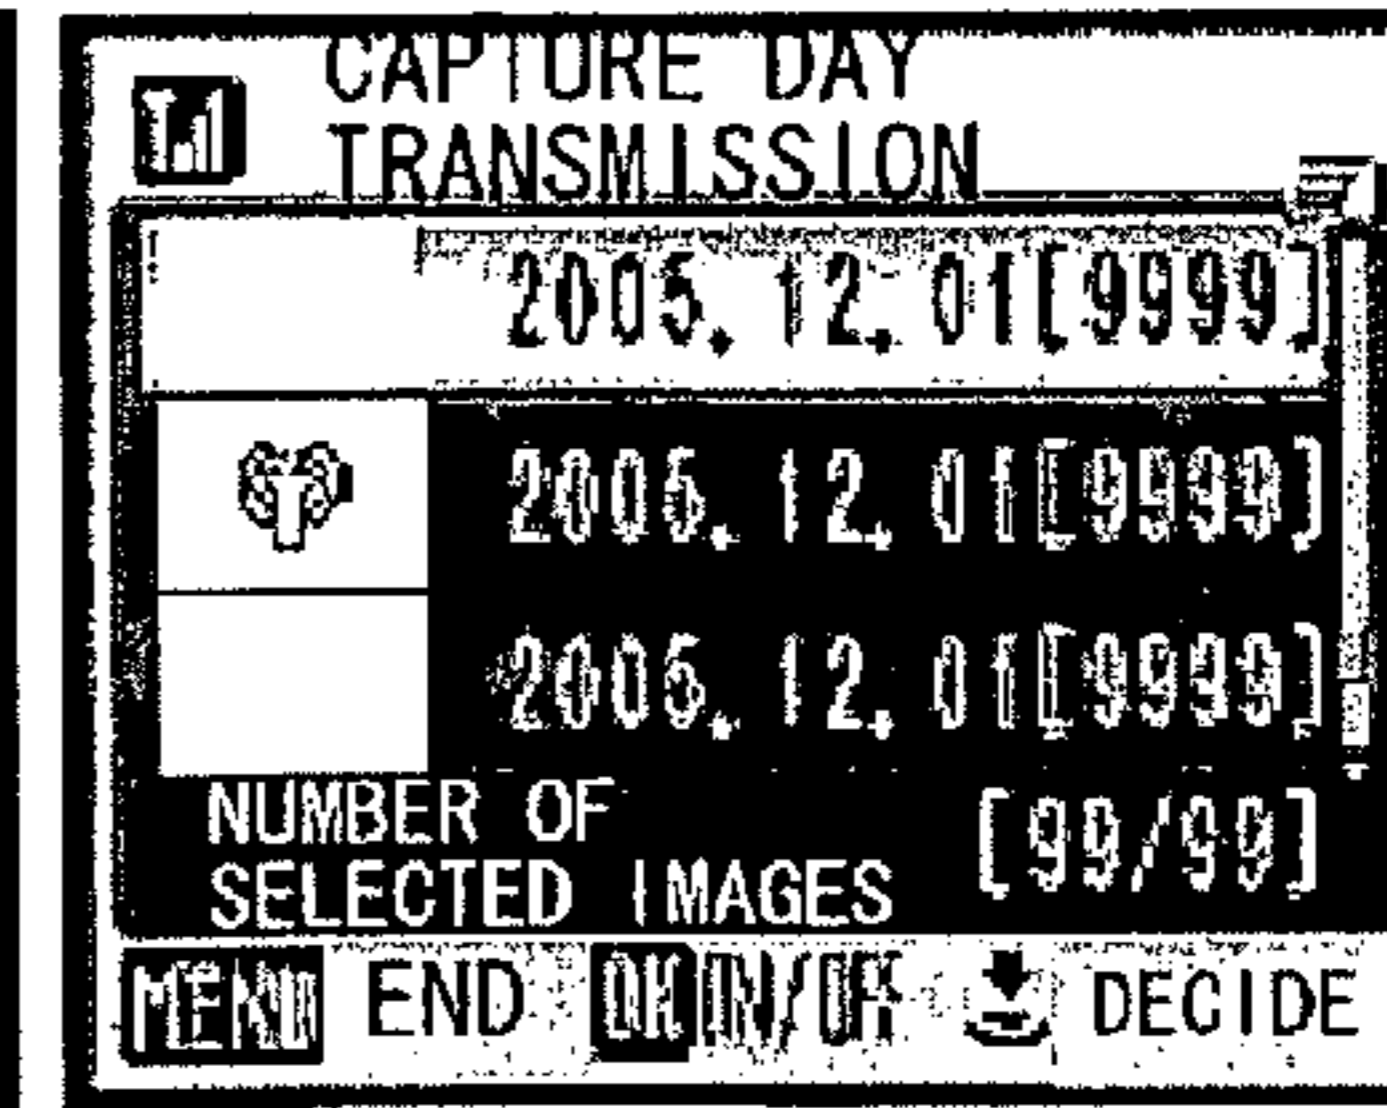 CAPTURE DAY
TRANSMISSION
2005.12.01[9999]
2005.12.01[9999]
2005.12.01[9999]
NUMBER OF
SELECTED IMAGES [99/99]
MENU END OK DECIDE